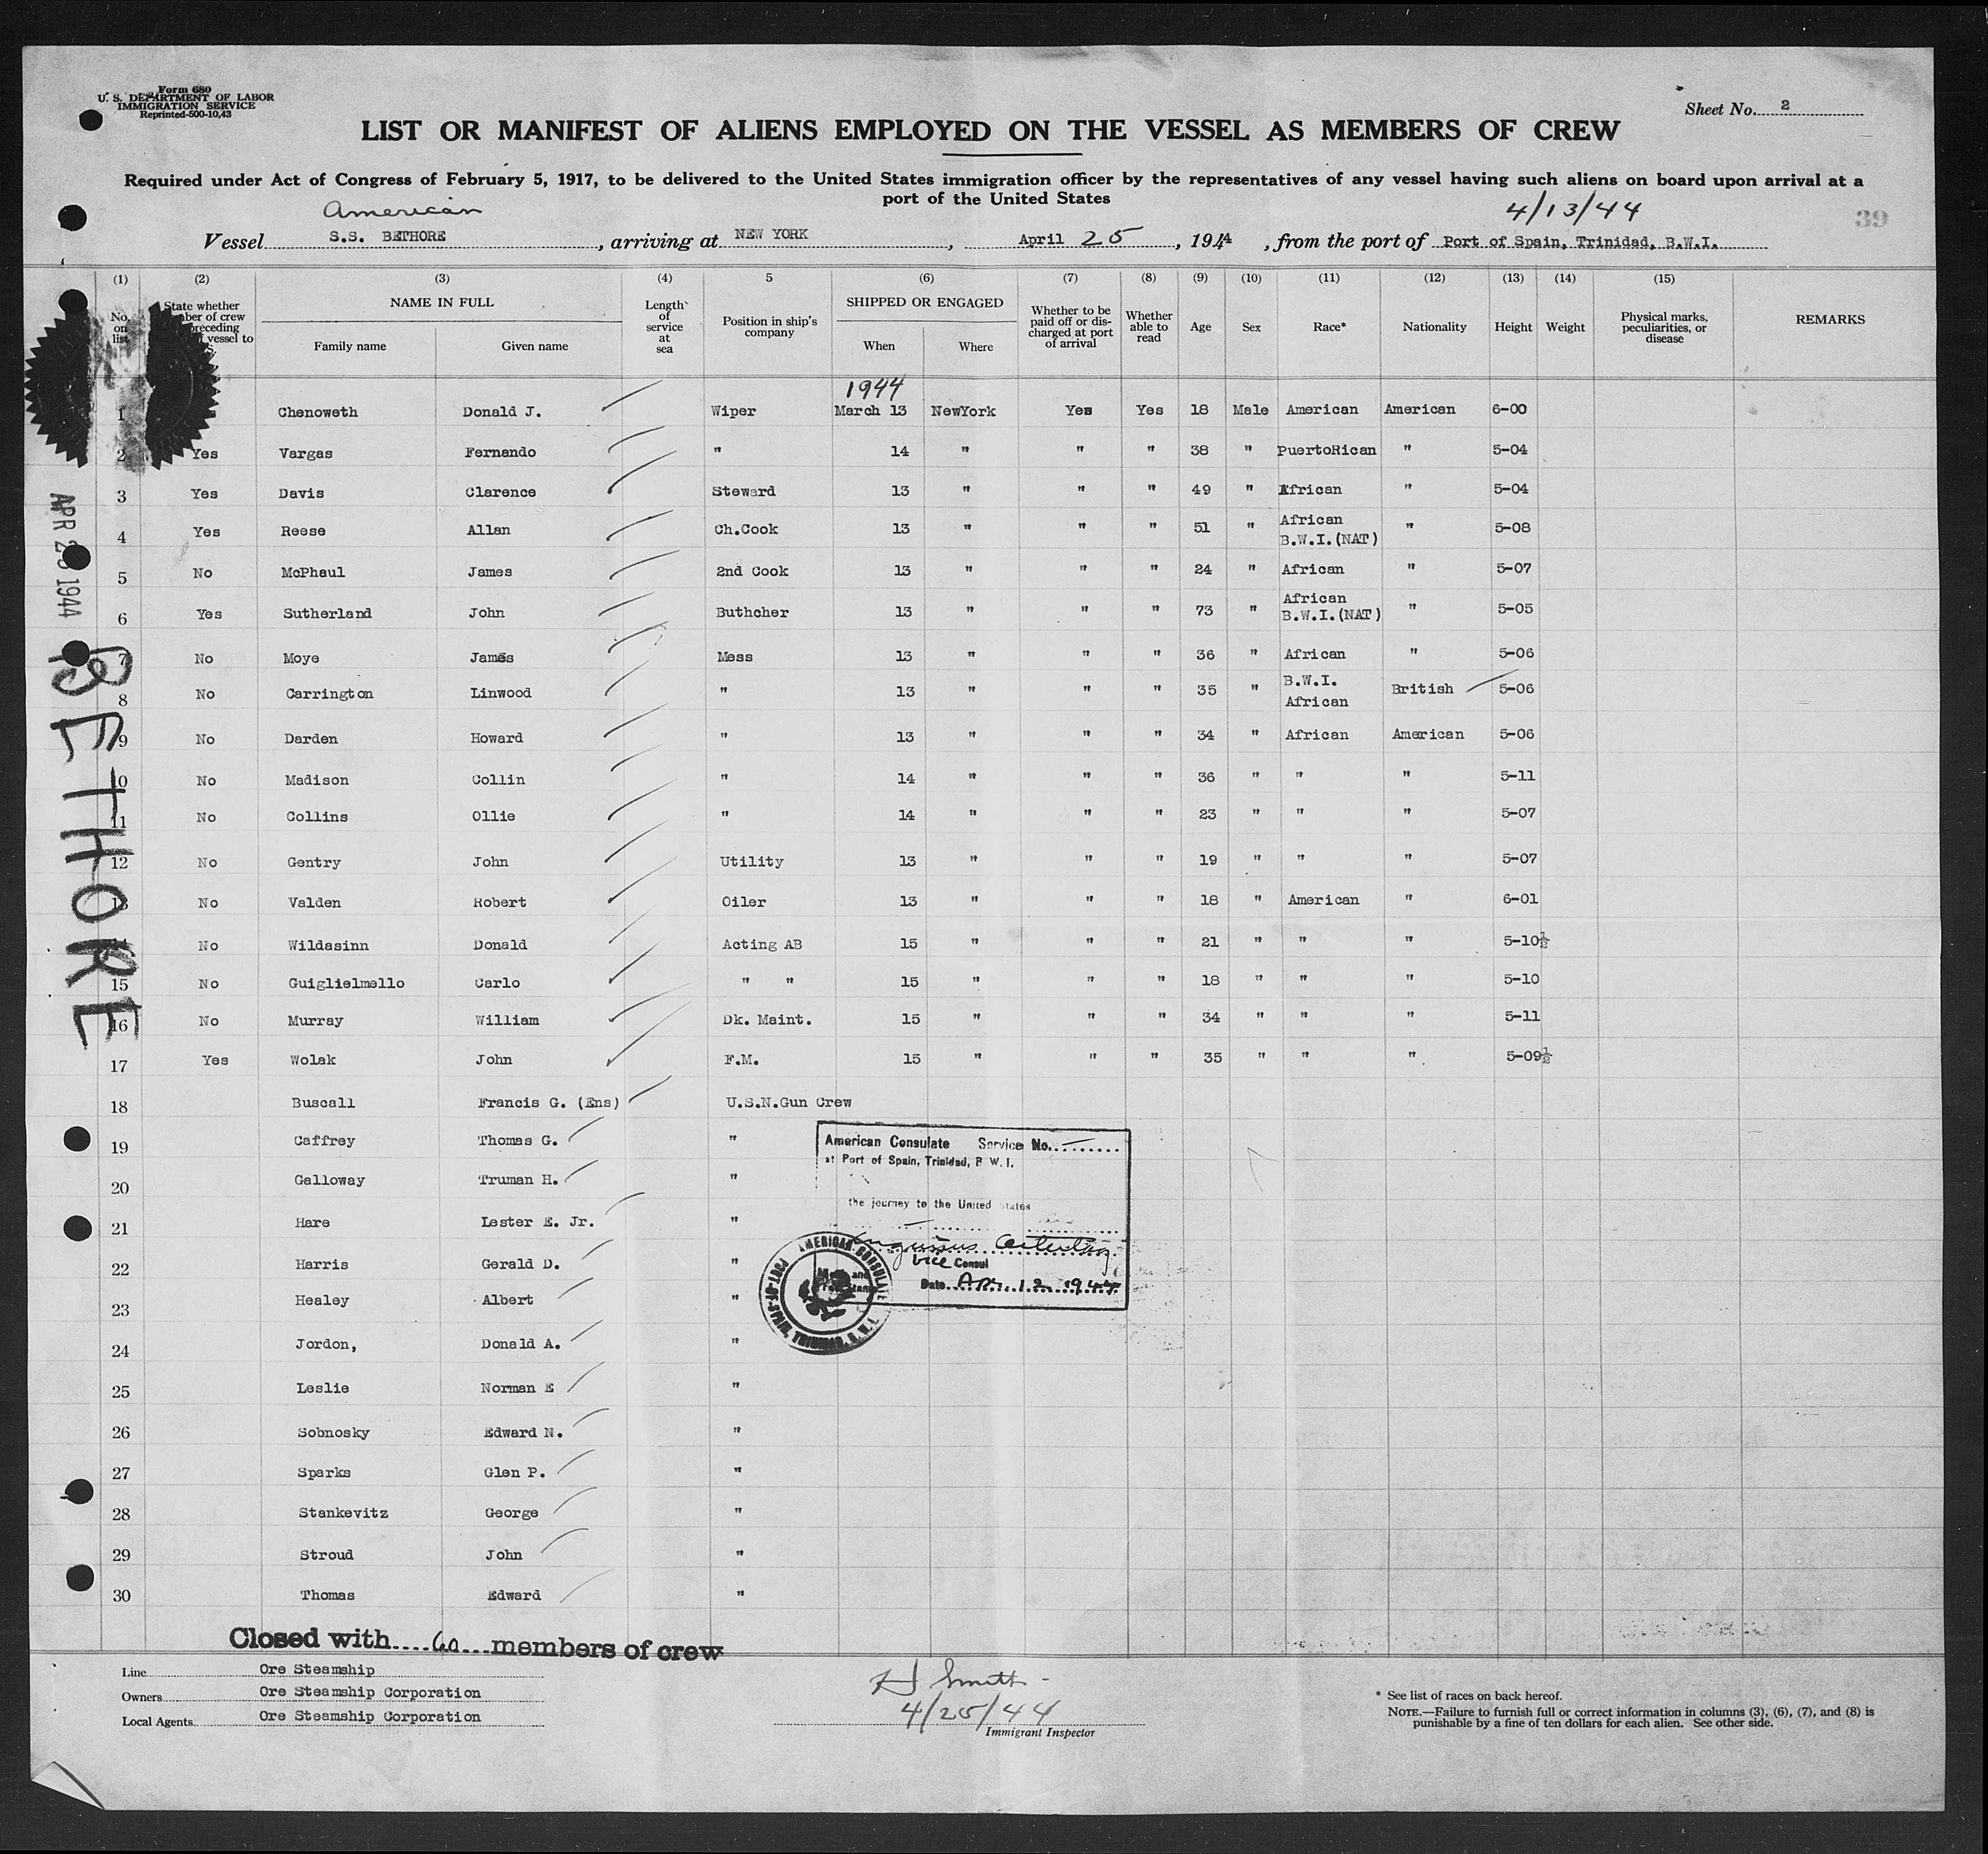 Form 680
U. S. DEPARTMENT OF LABOR
IMMIGRATION SERVICE
Reprinted-500-10,43
Sheet No. 2
LIST OR MANIFEST OF ALIENS EMPLOYED ON THE VESSEL AS MEMBERS OF CREW
Required under Act of Congress of February 5, 1917, to be delivered to the United States immigration officer by the representatives of any vessel having such aliens on board upon arrival at a
port of the United States
American 4/13/44 39
Vessel S.S. BETHORE, arriving at NEW YORK, April 25, 1944, from the port of Port of Spain, Trinidad, B.W.I.
(1) (2) (3) (4) 5 (6) (7) (8) (9) (10) (11) (12) (13) (14) (15)
No. on list State whether ber of crew preceding vessel to NAME IN FULL Family name Given name Length of service at sea Position in ship's company SHIPPED OR ENGAGED When Where Whether to be paid off or discharged at port of arrival Whether able to read Age Sex Race* Nationality Height Weight Physical marks, peculiarities, or disease REMARKS
1944
1 Chenoweth Donald J. Wiper March 13 NewYork Yes Yes 18 Male American American 6-00
2 Yes Vargas Fernando " 14 " " " 38 " PuertoRican " 5-04
3 Yes Davis Clarence Steward 13 " " " 49 " African " 5-04
4 Yes Reese Allan Ch.Cook 13 " " " 51 " African B.W.I.(NAT) " 5-08
5 No McPhaul James 2nd Cook 13 " " " 24 " African " 5-07
6 Yes Sutherland John Buthcher 13 " " " 73 " African B.W.I.(NAT) " 5-05
7 No Moye James Mess 13 " " " 36 " African " 5-06
8 No Carrington Linwood " 13 " " " 35 " B.W.I. African British 5-06
9 No Darden Howard " 13 " " " 34 " African American 5-06
10 No Madison Collin " 14 " " " 36 " " " 5-11
11 No Collins Ollie " 14 " " " 23 " " " 5-07
12 No Gentry John Utility 13 " " " 19 " " " 5-07
13 No Valden Robert Oiler 13 " " " 18 " American " 6-01
14 No Wildasinn Donald Acting AB 15 " " " 21 " " " 5-10½
15 No Guiglielmello Carlo " " 15 " " " 18 " " " 5-10
16 No Murray William Dk. Maint. 15 " " " 34 " " " 5-11
17 Yes Wolak John F.M. 15 " " " 35 " " " 5-09½
18 Buscall Francis G. (Ens) U.S.N.Gun Crew
19 Caffrey Thomas G. "
20 Galloway Truman H. "
21 Hare Lester E. Jr. "
22 Harris Gerald D. "
23 Healey Albert "
24 Jordon, Donald A. "
25 Leslie Norman E "
26 Sobnosky Edward N. "
27 Sparks Glen P. "
28 Stankevitz George "
29 Stroud John "
30 Thomas Edward "
American Consulate Service No.
at Port of Spain, Trinidad, B W. I.
the journey to the United States
Vice Consul
Date Apr. 12 1944
AMERICAN CONSULATE
PORT-OF-SPAIN, TRINIDAD, B. W. I.
APR 25 1944
BETHORE
Closed with 60 members of crew
Line Ore Steamship
Owners Ore Steamship Corporation
Local Agents Ore Steamship Corporation
H Smith
4/25/44
Immigrant Inspector
* See list of races on back hereof.
NOTE.—Failure to furnish full or correct information in columns (3), (6), (7), and (8) is
punishable by a fine of ten dollars for each alien. See other side.